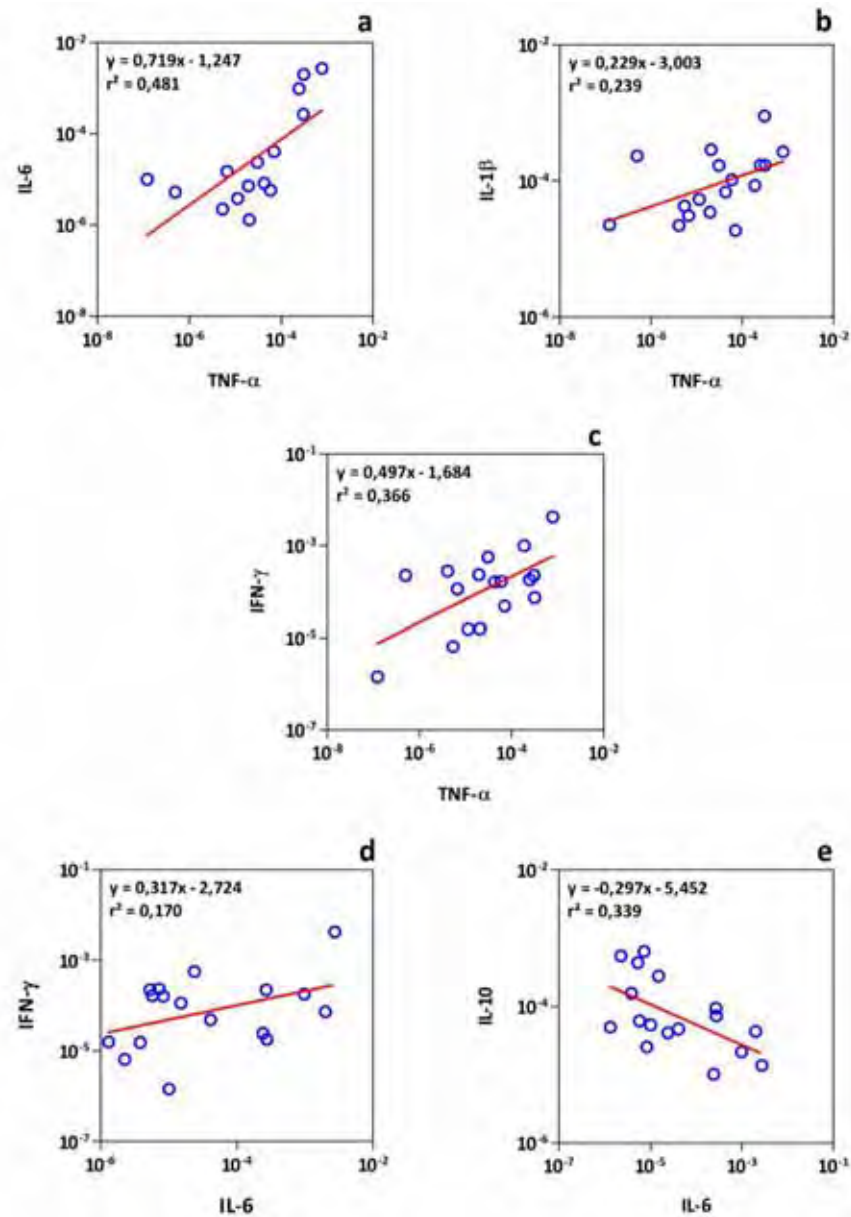 a
y = 0,719x - 1,247
r² = 0,481
10⁻²
10⁻⁴
10⁻⁶
10⁻⁸
IL-6
10⁻⁸ 10⁻⁶ 10⁻⁴ 10⁻²
TNF-α
b
y = 0,229x - 3,003
r² = 0,239
10⁻²
10⁻⁴
10⁻⁶
IL-1β
10⁻⁸ 10⁻⁶ 10⁻⁴ 10⁻²
TNF-α
c
y = 0,497x - 1,684
r² = 0,366
10⁻¹
10⁻³
10⁻⁵
10⁻⁷
IFN-γ
10⁻⁸ 10⁻⁶ 10⁻⁴ 10⁻²
TNF-α
d
y = 0,317x - 2,724
r² = 0,170
10⁻¹
10⁻³
10⁻⁵
10⁻⁷
IFN-γ
10⁻⁶ 10⁻⁴ 10⁻²
IL-6
e
y = -0,297x - 5,452
r² = 0,339
10⁻²
10⁻⁴
10⁻⁶
IL-10
10⁻⁷ 10⁻⁵ 10⁻³ 10⁻¹
IL-6